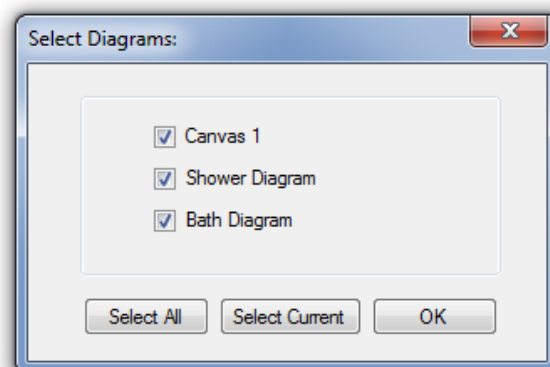 Select Diagrams:
Canvas 1
Shower Diagram
Bath Diagram
Select All Select Current OK